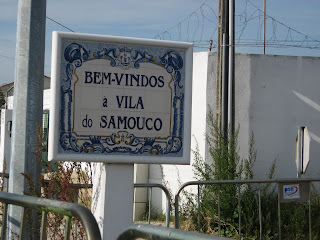 BEM-VINDOS
à VILA
do SAMOUCO